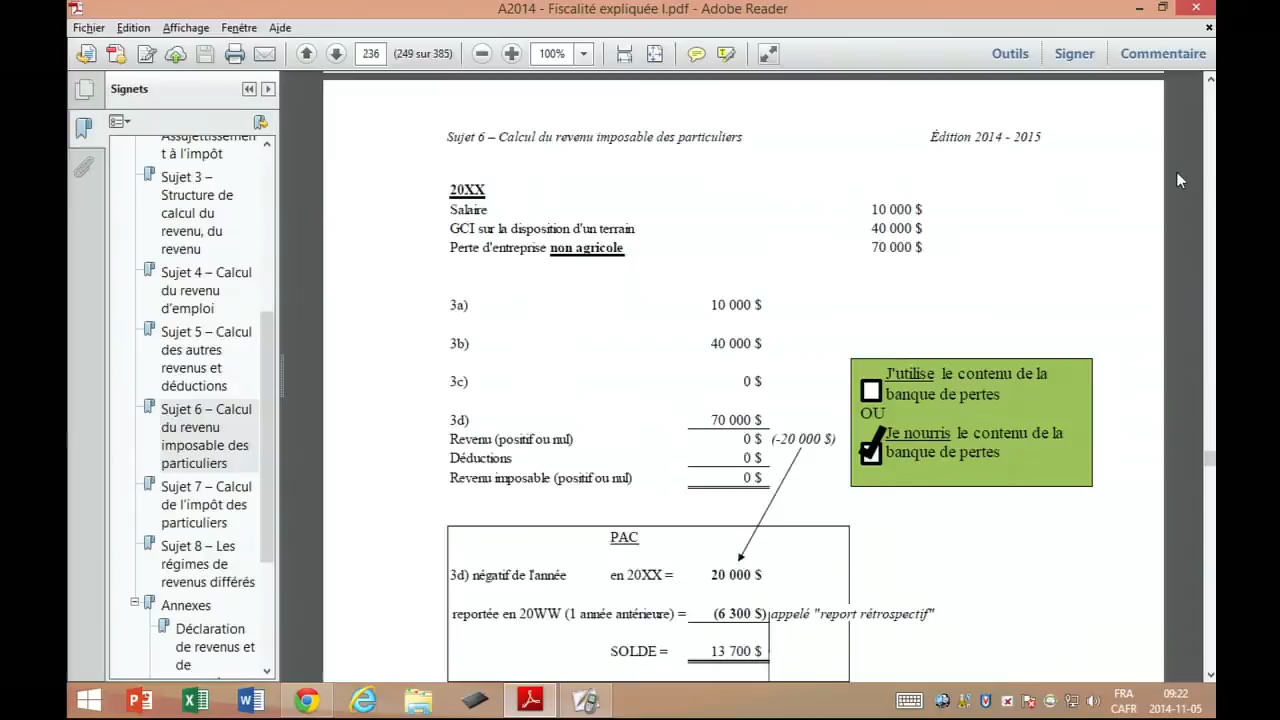 A2014 - Fiscalité expliquée I.pdf - Adobe Reader
Fichier Edition Affichage Fenêtre Aide
236 (249 sur 385) 100% Outils Signer Commentaire
Signets
Assujettissemen
t à l'impôt
Sujet 3 –
Structure de
calcul du
revenu, du
revenu
Sujet 4 – Calcul
du revenu
d'emploi
Sujet 5 – Calcul
des autres
revenus et
déductions
Sujet 6 – Calcul
du revenu
imposable des
particuliers
Sujet 7 – Calcul
de l'impôt des
particuliers
Sujet 8 – Les
régimes de
revenus différés
Annexes
Déclaration
de revenus et
de
Sujet 6 – Calcul du revenu imposable des particuliers Édition 2014 - 2015
20XX
Salaire 10 000 $
GCI sur la disposition d'un terrain 40 000 $
Perte d'entreprise non agricole 70 000 $
3a) 10 000 $
3b) 40 000 $
3c) 0 $
3d) 70 000 $
Revenu (positif ou nul) 0 $ (-20 000 $)
Déductions 0 $
Revenu imposable (positif ou nul) 0 $
J'utilise le contenu de la
banque de pertes
OU
Je nourris le contenu de la
banque de pertes
PAC
3d) négatif de l'année en 20XX = 20 000 $
reportée en 20WW (1 année antérieure) = (6 300 $) appelé "report rétrospectif"
SOLDE = 13 700 $
FRA
CAFR
09:22
2014-11-05